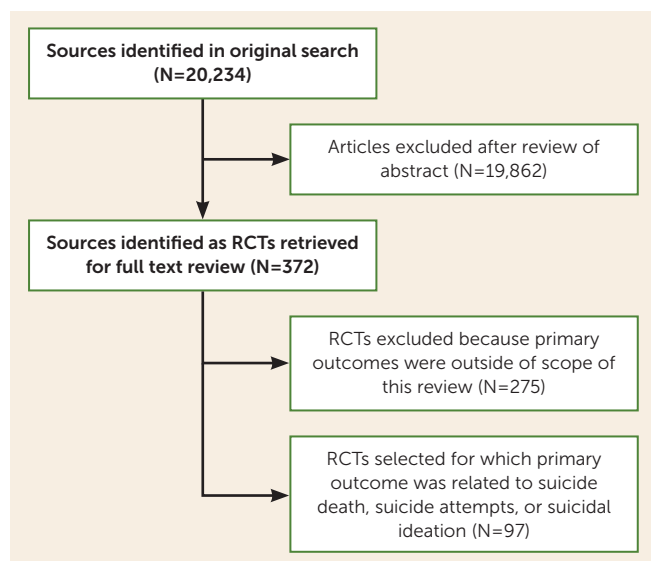 Sources identified in original search
(N=20,234)
Articles excluded after review of
abstract (N=19,862)
Sources identified as RCTs retrieved
for full text review (N=372)
RCTs excluded because primary
outcomes were outside of scope of
this review (N=275)
RCTs selected for which primary
outcome was related to suicide
death, suicide attempts, or suicidal
ideation (N=97)